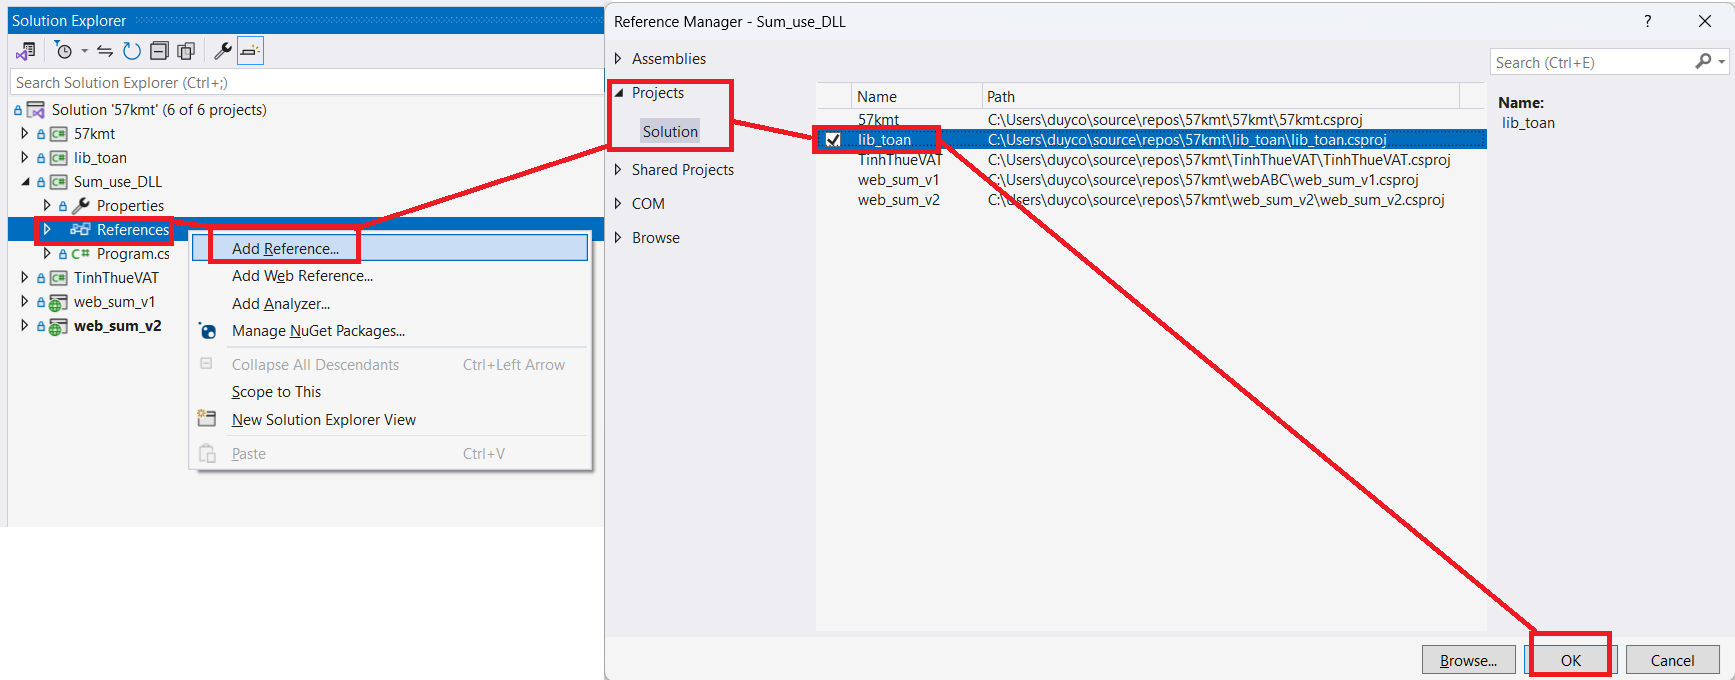 Solution Explorer
Search Solution Explorer (Ctrl+;)
Solution '57kmt' (6 of 6 projects)
57kmt
lib_toan
Sum_use_DLL
Properties
References
Program.cs
TinhThueVAT
web_sum_v1
web_sum_v2
Add Reference...
Add Web Reference...
Add Analyzer...
Manage NuGet Packages...
Collapse All Descendants Ctrl+Left Arrow
Scope to This
New Solution Explorer View
Paste Ctrl+V
Reference Manager - Sum_use_DLL
Assemblies
Projects
Solution
Shared Projects
COM
Browse
Name Path
57kmt C:\Users\duyco\source\repos\57kmt\57kmt\57kmt.csproj
lib_toan C:\Users\duyco\source\repos\57kmt\lib_toan\lib_toan.csproj
TinhThueVAT C:\Users\duyco\source\repos\57kmt\TinhThueVAT\TinhThueVAT.csproj
web_sum_v1 C:\Users\duyco\source\repos\57kmt\webABC\web_sum_v1.csproj
web_sum_v2 C:\Users\duyco\source\repos\57kmt\web_sum_v2\web_sum_v2.csproj
Search (Ctrl+E)
Name:
lib_toan
Browse... OK Cancel